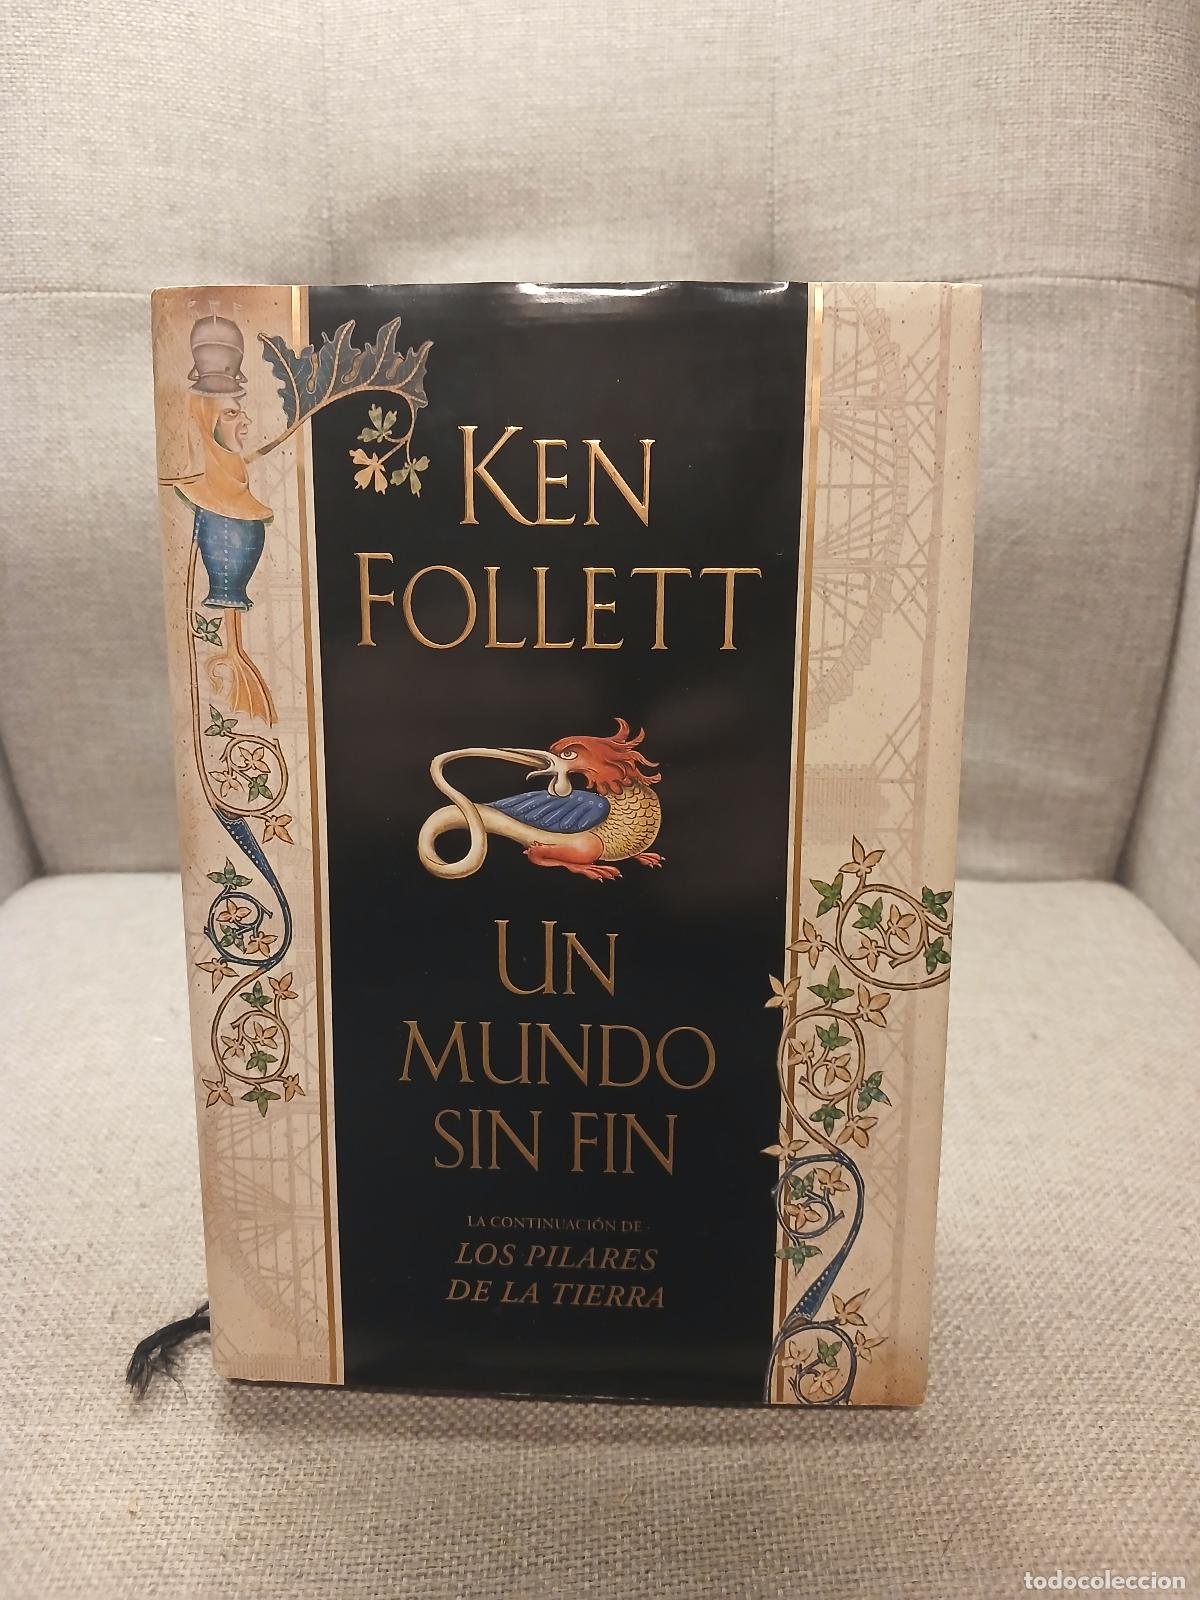 KEN
FOLLETT
UN
MUNDO
SIN FIN
LA CONTINUACIÓN DE
LOS PILARES
DE LA TIERRA
todocoleccion